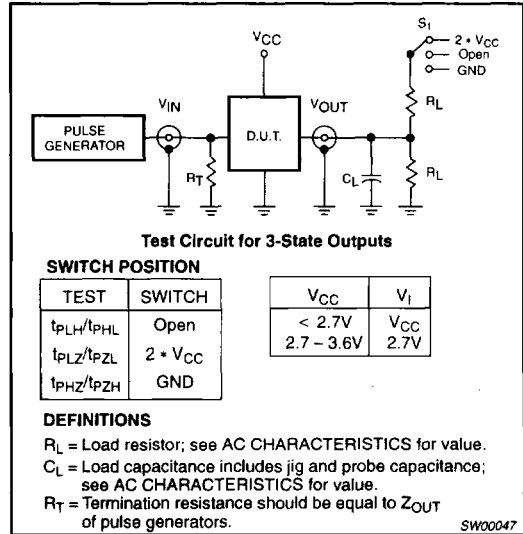 S1
2 * VCC
Open
GND
VCC
VIN
VOUT
RL
PULSE
GENERATOR
D.U.T.
RT
CL
RL
Test Circuit for 3-State Outputs
SWITCH POSITION
TEST SWITCH
tPLH/tPHL Open
tPLZ/tPZL 2 * VCC
tPHZ/tPZH GND
VCC VI
< 2.7V VCC
2.7 – 3.6V 2.7V
DEFINITIONS
RL = Load resistor; see AC CHARACTERISTICS for value.
CL = Load capacitance includes jig and probe capacitance;
see AC CHARACTERISTICS for value.
RT = Termination resistance should be equal to ZOUT
of pulse generators.
SW00047